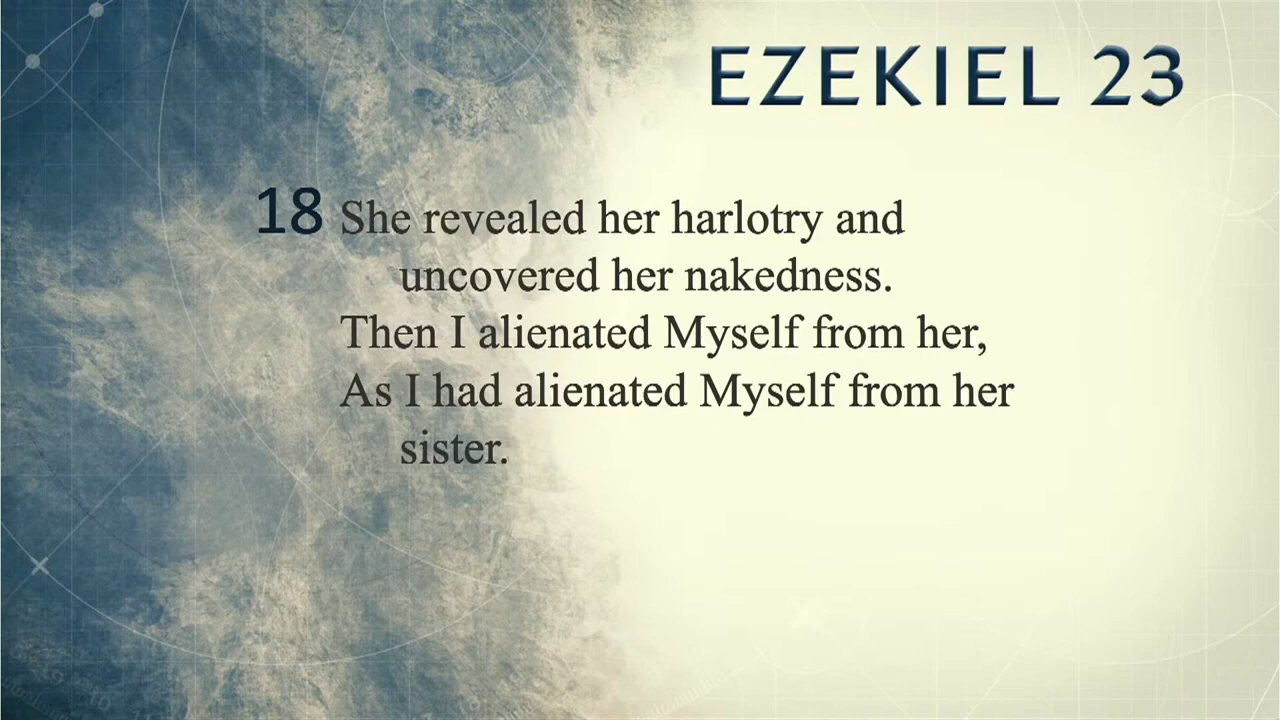 EZEKIEL 23
18 She revealed her harlotry and
uncovered her nakedness.
Then I alienated Myself from her,
As I had alienated Myself from her
sister.